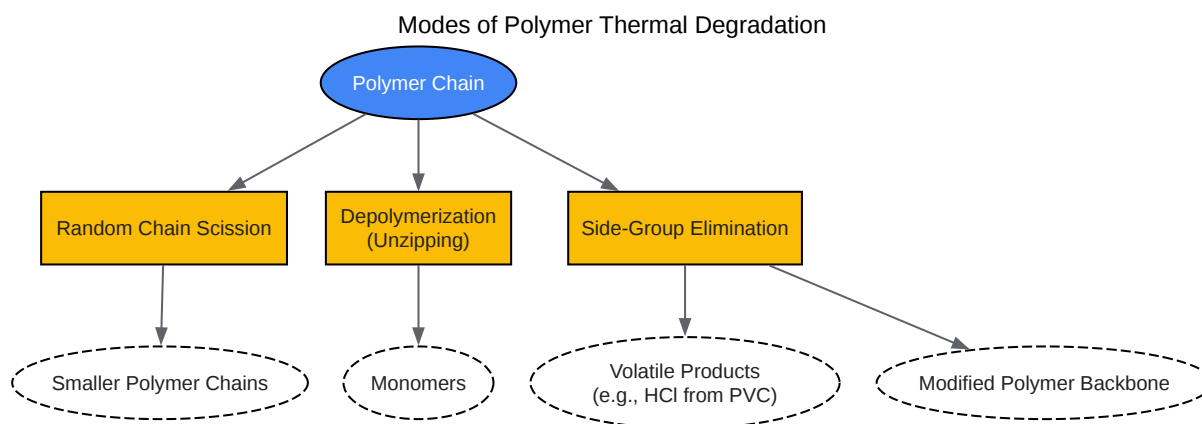 Modes of Polymer Thermal Degradation
Polymer Chain
Random Chain Scission
Depolymerization
(Unzipping)
Side-Group Elimination
Smaller Polymer Chains
Monomers
Volatile Products
(e.g., HCl from PVC)
Modified Polymer Backbone